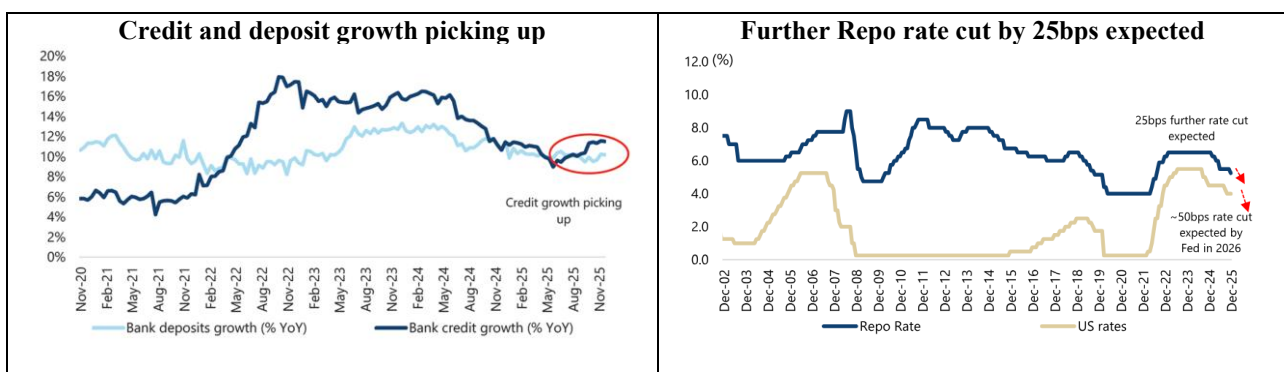 Credit and deposit growth picking up
20%
18%
16%
14%
12%
10%
8%
6%
4%
2%
0%
Credit growth picking
up
Nov-20
Feb-21
May-21
Aug-21
Nov-21
Feb-22
May-22
Aug-22
Nov-22
Feb-23
May-23
Aug-23
Nov-23
Feb-24
May-24
Aug-24
Nov-24
Feb-25
May-25
Aug-25
Nov-25
Bank deposits growth (% YoY)
Bank credit growth (% YoY)
Further Repo rate cut by 25bps expected
12.0 (%)
10.0
8.0
6.0
4.0
2.0
0.0
25bps further rate cut
expected
~50bps rate cut
expected by
Fed in 2026
Dec-02
Dec-03
Dec-04
Dec-05
Dec-06
Dec-07
Dec-08
Dec-09
Dec-10
Dec-11
Dec-12
Dec-13
Dec-14
Dec-15
Dec-16
Dec-17
Dec-18
Dec-19
Dec-20
Dec-21
Dec-22
Dec-23
Dec-24
Dec-25
Repo Rate
US rates